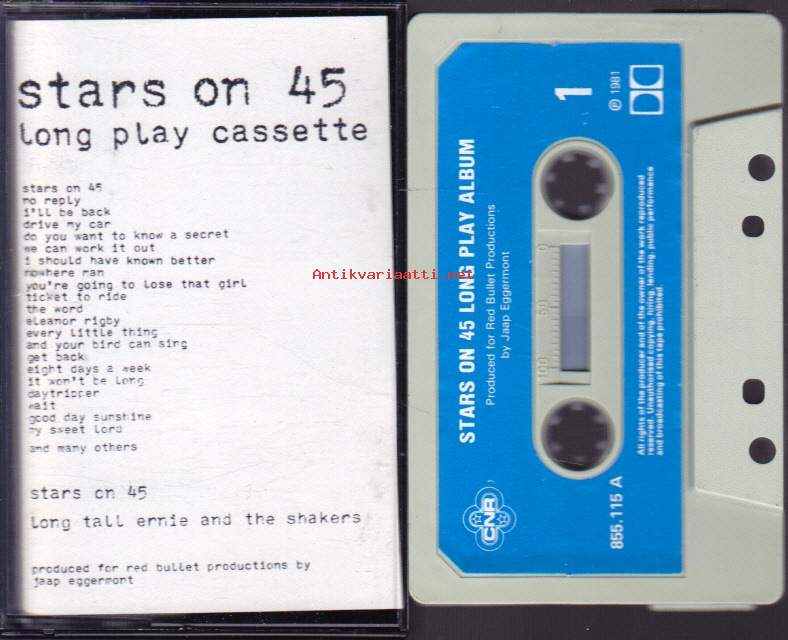 stars on 45
long play cassette
stars on 45
no reply
i'll be back
drive my car
do you want to know a secret
we can work it out
i should have known better
nowhere man
you're going to lose that girl
ticket to ride
the word
eleanor rigby
every little thing
and your bird can sing
get back
eight days a week
it won't be long
daytripper
wait
good day sunshine
my sweet lord
and many others
stars on 45
long tall ernie and the shakers
produced for red bullet productions by
jaap eggermont
Antikvariaatti.net
STARS ON 45 LONG PLAY ALBUM
Produced for Red Bullet Productions
by Jaap Eggermont
1
℗ 1981
0
50
100
All rights of the producer and of the owner of the work reproduced
reserved. Unauthorised copying, hiring, lending, public performance
and broadcasting of this tape prohibited.
CNR
855.115 A